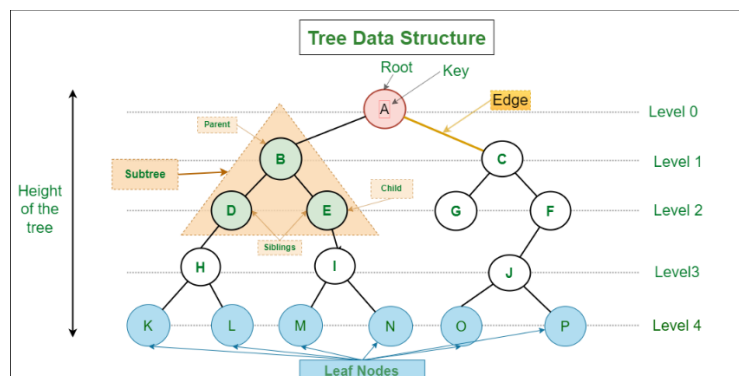 Tree Data Structure
Root
Key
A
Edge
Level 0
Parent
B
C
Level 1
Subtree
Child
Height
of the
tree
D
E
G
F
Level 2
Siblings
H
I
J
Level3
K
L
M
N
O
P
Level 4
Leaf Nodes